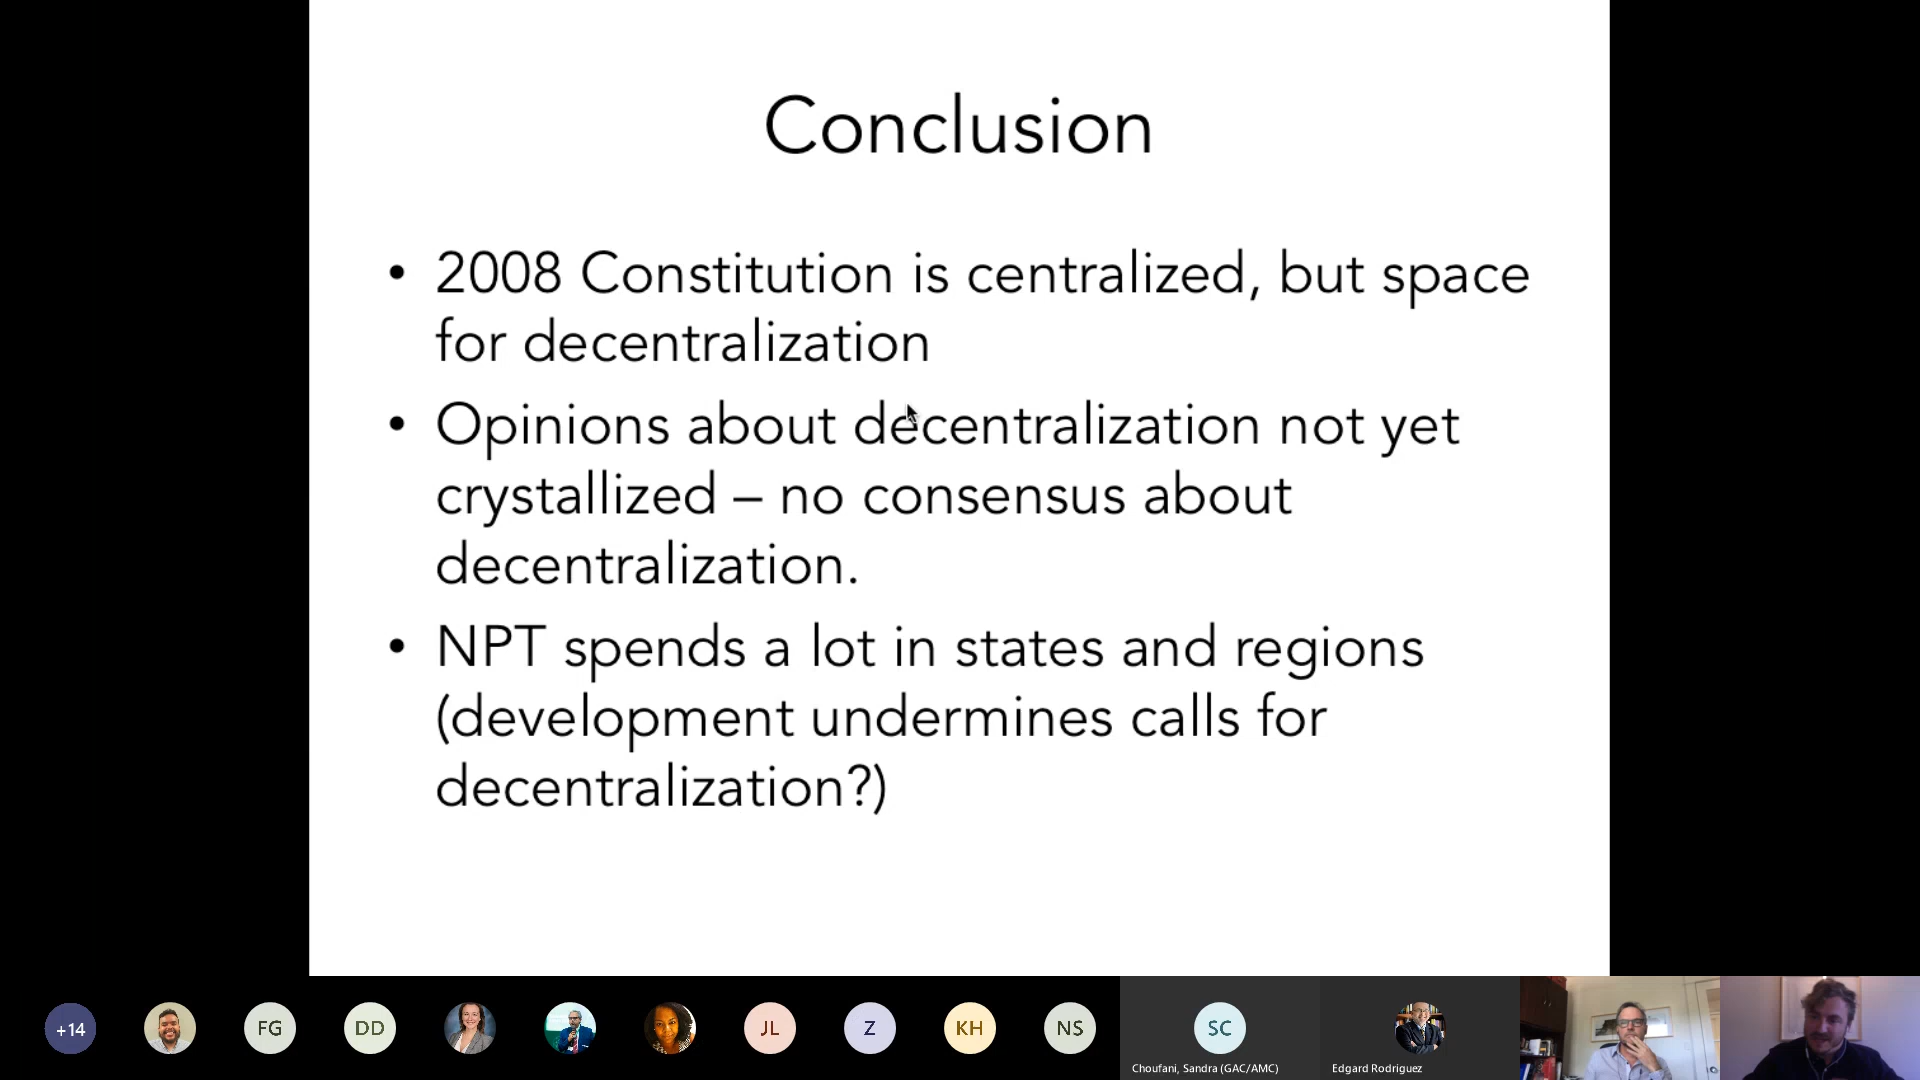 Conclusion
• 2008 Constitution is centralized, but space
for decentralization
• Opinions about decentralization not yet
crystallized – no consensus about
decentralization.
• NPT spends a lot in states and regions
(development undermines calls for
decentralization?)
+14
FG
DD
JL
Z
KH
NS
SC
Choufani, Sandra (GAC/AMC)
Edgard Rodriguez